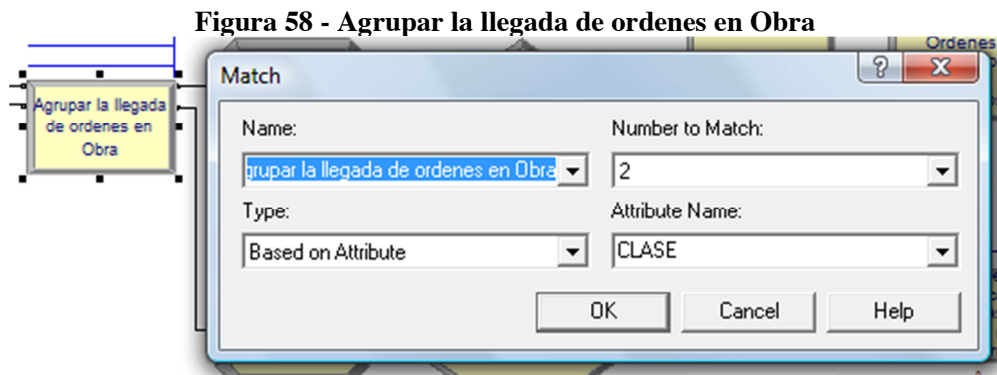 Figura 58 - Agrupar la llegada de ordenes en Obra
Ordenes
Match
Agrupar la llegada
de ordenes en
Obra
Name:
Number to Match:
grupar la llegada de ordenes en Obra
2
Type:
Attribute Name:
Based on Attribute
CLASE
OK
Cancel
Help